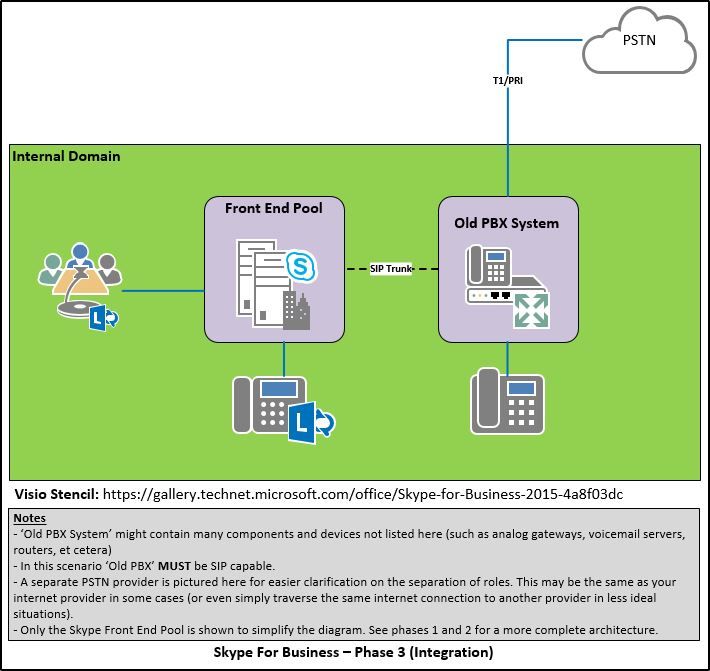 PSTN
T1/PRI
Internal Domain
Front End Pool
Old PBX System
S
SIP Trunk
L
L
Visio Stencil: https://gallery.technet.microsoft.com/office/Skype-for-Business-2015-4a8f03dc
Notes
- ‘Old PBX System’ might contain many components and devices not listed here (such as analog gateways, voicemail servers,
routers, et cetera)
- In this scenario ‘Old PBX’ MUST be SIP capable.
- A separate PSTN provider is pictured here for easier clarification on the separation of roles. This may be the same as your
internet provider in some cases (or even simply traverse the same internet connection to another provider in less ideal
situations).
- Only the Skype Front End Pool is shown to simplify the diagram. See phases 1 and 2 for a more complete architecture.
Skype For Business – Phase 3 (Integration)